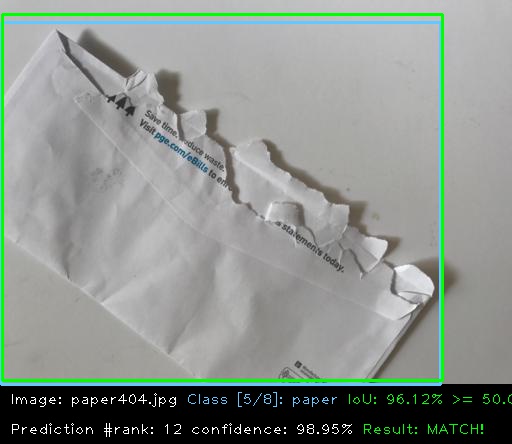 Save time. Reduce waste.
Visit pge.com/eBills to enr
statements today.
Image: paper404.jpg Class [5/8]: paper IoU: 96.12% >= 50.0
Prediction #rank: 12 confidence: 98.95% Result: MATCH!